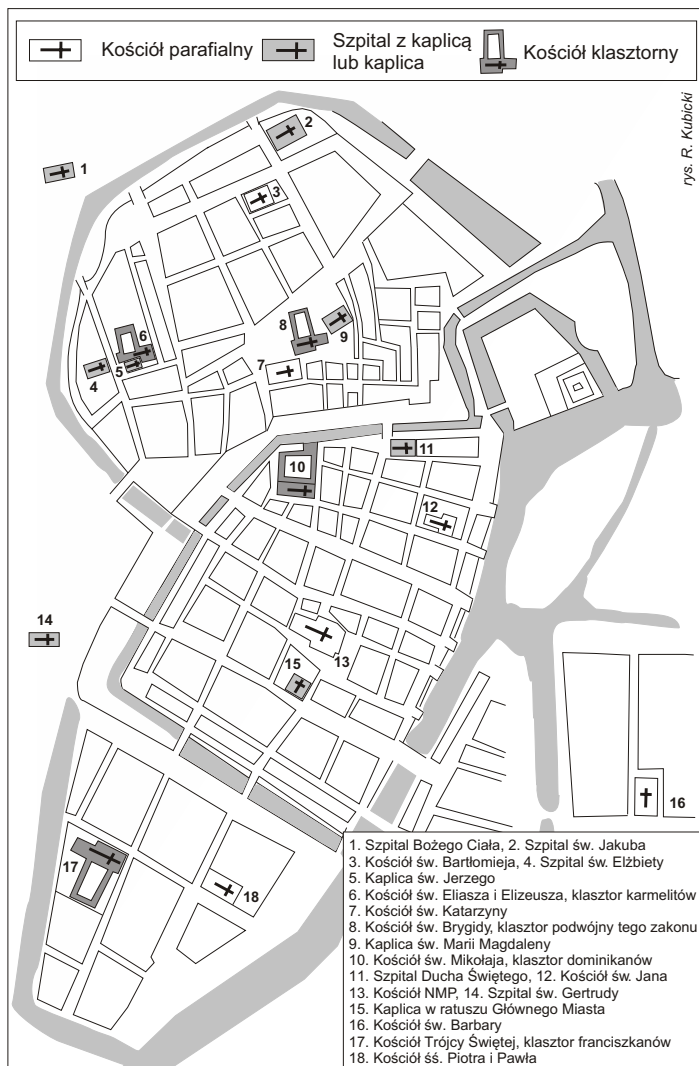 Kościół parafialny
Szpital z kaplicą
lub kaplica
Kościół klasztorny
rys. R. Kubicki
1
2
3
4
5
6
7
8
9
10
11
12
13
14
15
16
17
18
1. Szpital Bożego Ciała, 2. Szpital św. Jakuba
3. Kościół św. Bartłomieja, 4. Szpital św. Elżbiety
5. Kaplica św. Jerzego
6. Kościół św. Eliasza i Elizeusza, klasztor karmelitów
7. Kościół św. Katarzyny
8. Kościół św. Brygidy, klasztor podwójny tego zakonu
9. Kaplica św. Marii Magdaleny
10. Kościół św. Mikołaja, klasztor dominikanów
11. Szpital Ducha Świętego, 12. Kościół św. Jana
13. Kościół NMP, 14. Szpital św. Gertrudy
15. Kaplica w ratuszu Głównego Miasta
16. Kościół św. Barbary
17. Kościół Trójcy Świętej, klasztor franciszkanów
18. Kościół śś. Piotra i Pawła